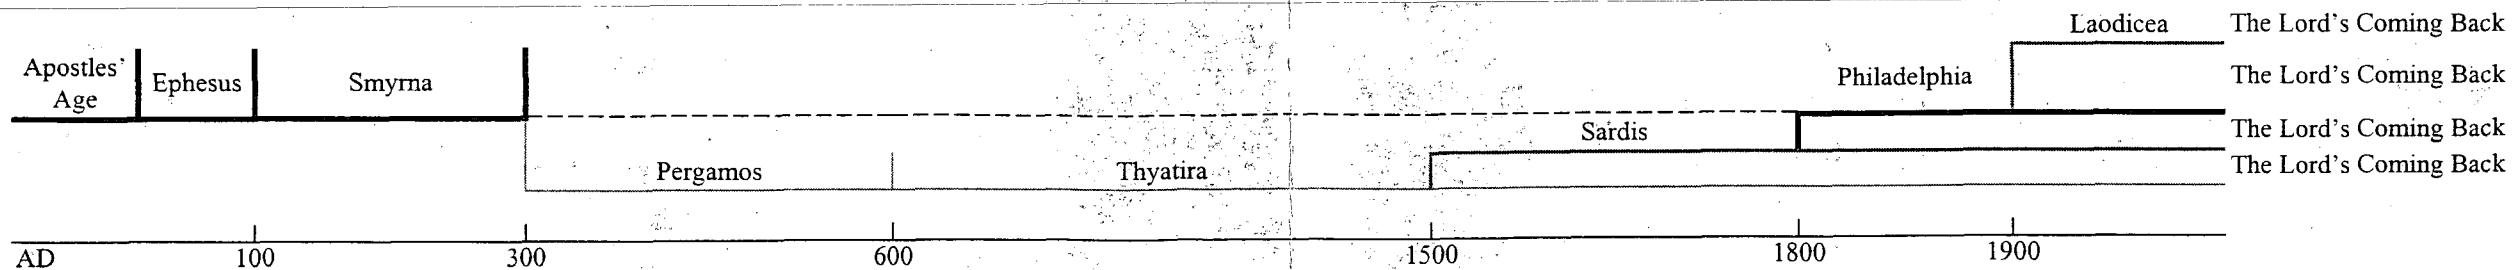 Laodicea The Lord's Coming Back
Apostles' Age Ephesus Smyrna Philadelphia The Lord's Coming Back
Sardis The Lord's Coming Back
Pergamos Thyatira The Lord's Coming Back
AD 100 300 600 1500 1800 1900